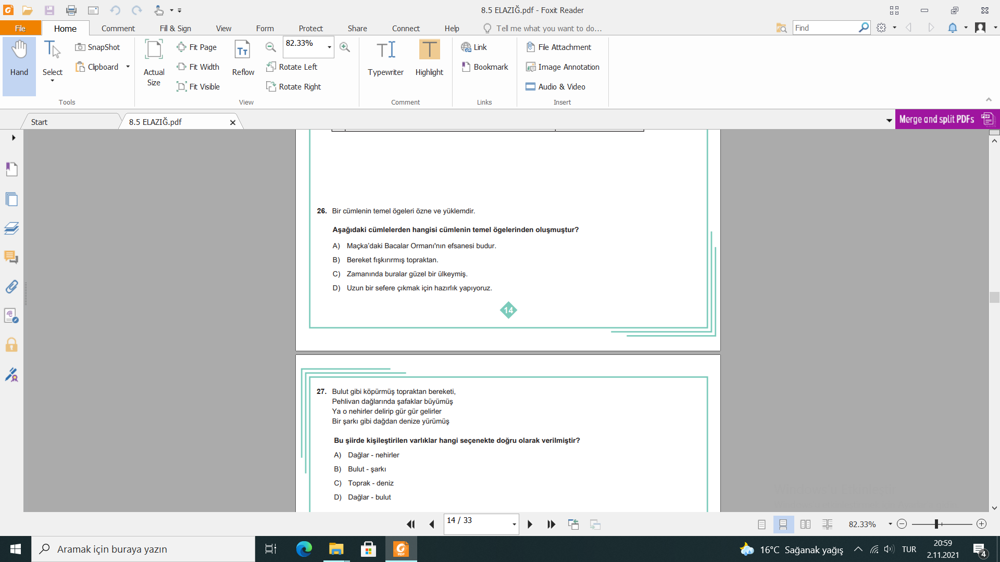 8.5 ELAZIĞ.pdf - Foxit Reader
File
Home
Comment
Fill & Sign
View
Form
Protect
Share
Connect
Help
Tell me what you want to do...
Find
Hand
Select
SnapShot
Clipboard
Actual Size
Fit Page
Fit Width
Fit Visible
Reflow
82.33%
Rotate Left
Rotate Right
Typewriter
Highlight
Link
Bookmark
File Attachment
Image Annotation
Audio & Video
Tools
View
Comment
Links
Insert
Start
8.5 ELAZIĞ.pdf
Merge and split PDFs
26. Bir cümlenin temel ögeleri özne ve yüklemdir.
Aşağıdaki cümlelerden hangisi cümlenin temel ögelerinden oluşmuştur?
A) Maçka'daki Bacalar Ormanı'nın efsanesi budur.
B) Bereket fışkırırmış topraktan.
C) Zamanında buralar güzel bir ülkeymiş.
D) Uzun bir sefere çıkmak için hazırlık yapıyoruz.
14
27. Bulut gibi köpürmüş topraktan bereketi,
Pehlivan dağlarında şafaklar büyümüş
Ya o nehirler delirip gür gür gelirler
Bir şarkı gibi dağdan denize yürümüş
Bu şiirde kişileştirilen varlıklar hangi seçenekte doğru olarak verilmiştir?
A) Dağlar - nehirler
B) Bulut - şarkı
C) Toprak - deniz
D) Dağlar - bulut
14 / 33
82.33%
Aramak için buraya yazın
16°C Sağanak yağış
TUR
20:59
2.11.2021
4